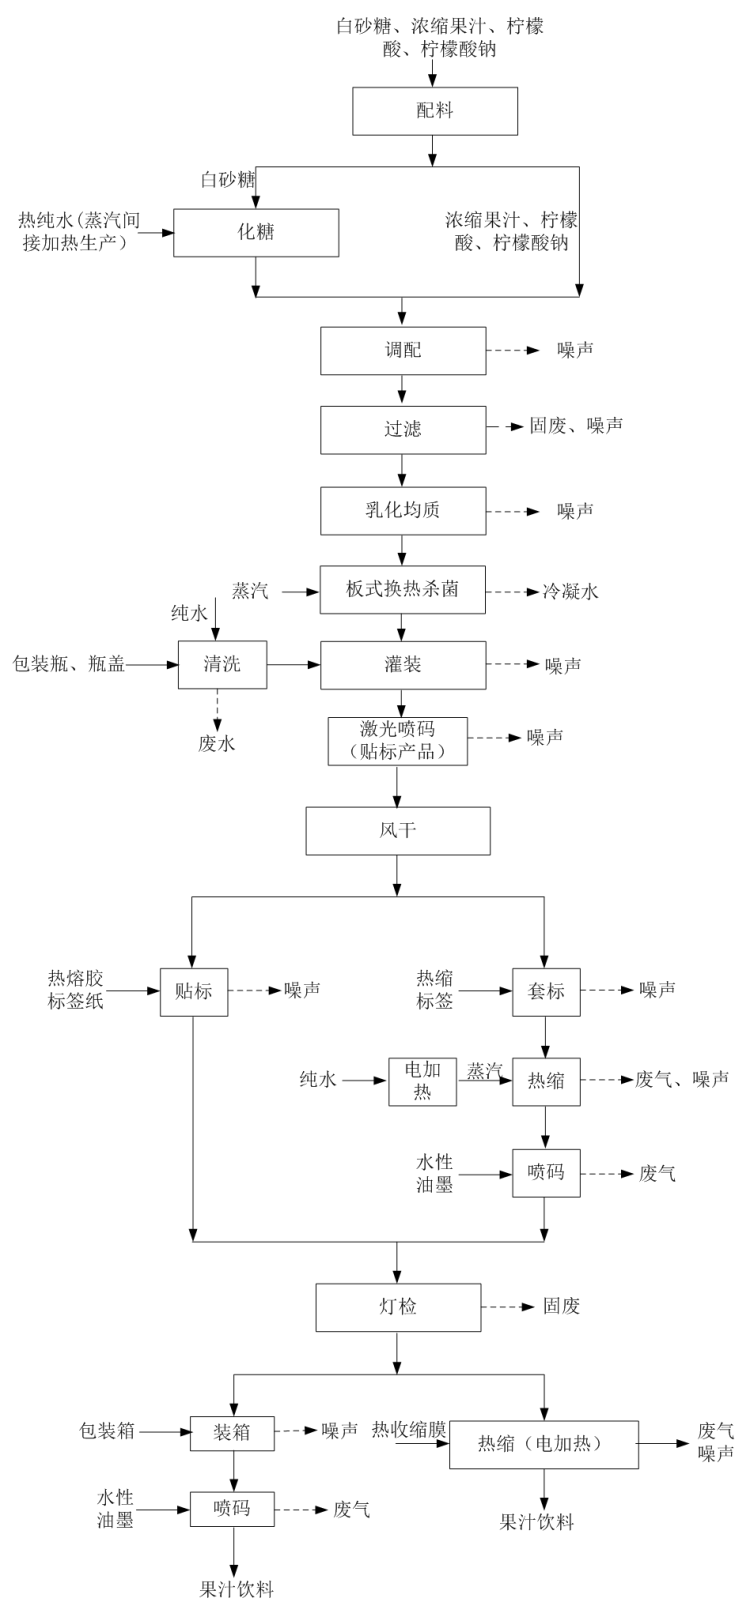 白砂糖、浓缩果汁、柠檬
酸、柠檬酸钠
配料
白砂糖
热纯水(蒸汽间
接加热生产）
化糖
浓缩果汁、柠檬
酸、柠檬酸钠
调配
噪声
过滤
固废、噪声
乳化均质
噪声
蒸汽
板式换热杀菌
冷凝水
纯水
包装瓶、瓶盖
清洗
灌装
噪声
废水
激光喷码
（贴标产品）
噪声
风干
热熔胶
标签纸
贴标
噪声
热缩
标签
套标
噪声
纯水
电加
热
蒸汽
热缩
废气、噪声
水性
油墨
喷码
废气
灯检
固废
包装箱
装箱
噪声
热收缩膜
热缩（电加热）
废气
噪声
水性
油墨
喷码
废气
果汁饮料
果汁饮料